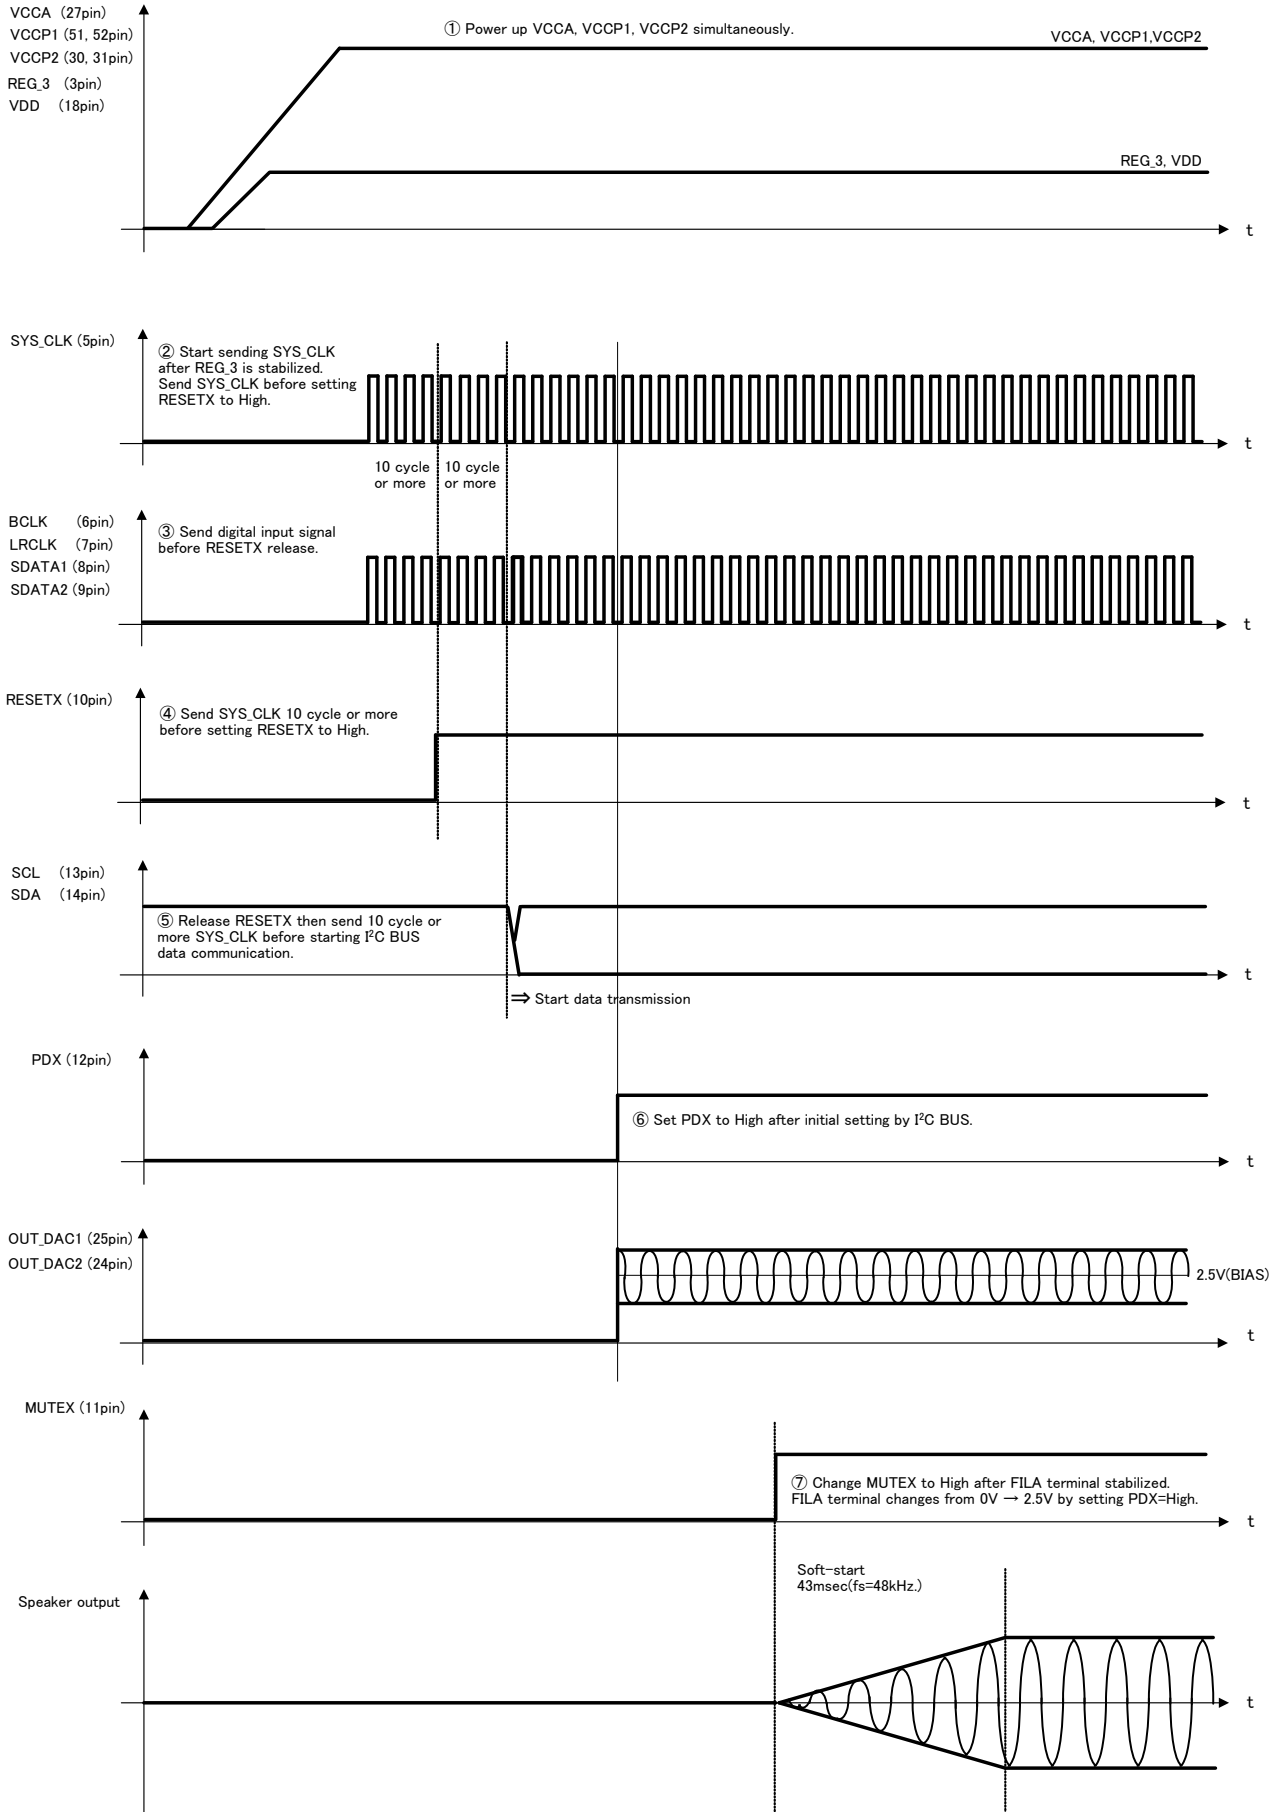 VCCA (27pin)
VCCP1 (51, 52pin)
VCCP2 (30, 31pin)
REG_3 (3pin)
VDD (18pin)
① Power up VCCA, VCCP1, VCCP2 simultaneously.
VCCA, VCCP1,VCCP2
REG_3, VDD
t
SYS_CLK (5pin)
② Start sending SYS_CLK
after REG_3 is stabilized.
Send SYS_CLK before setting
RESETX to High.
t
10 cycle
or more
10 cycle
or more
BCLK (6pin)
LRCLK (7pin)
SDATA1 (8pin)
SDATA2 (9pin)
③ Send digital input signal
before RESETX release.
t
RESETX (10pin)
④ Send SYS_CLK 10 cycle or more
before setting RESETX to High.
t
SCL (13pin)
SDA (14pin)
⑤ Release RESETX then send 10 cycle or
more SYS_CLK before starting I²C BUS
data communication.
t
⇒ Start data transmission
PDX (12pin)
⑥ Set PDX to High after initial setting by I²C BUS.
t
OUT_DAC1 (25pin)
OUT_DAC2 (24pin)
2.5V(BIAS)
t
MUTEX (11pin)
⑦ Change MUTEX to High after FILA terminal stabilized.
FILA terminal changes from 0V → 2.5V by setting PDX=High.
t
Soft-start
43msec(fs=48kHz.)
Speaker output
t